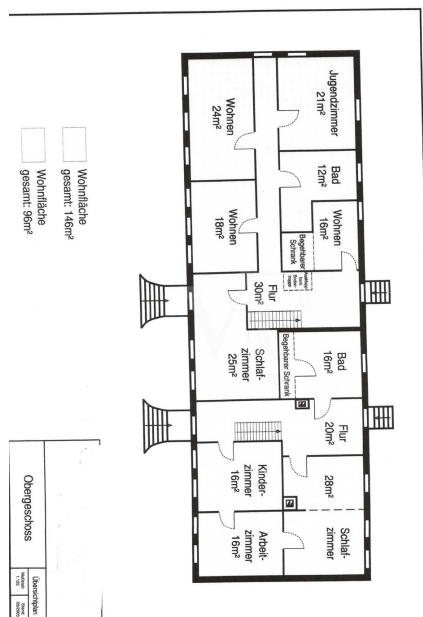 Jugendzimmer
21m²
Wohnen
24m²
Bad
12m²
Wohnen
16m²
Begehbarer
Schrank
Wohnen
18m²
Flur
30m²
Bad
16m²
Begehbarer Schrank
Schlaf-
zimmer
25m²
Flur
20m²
28m²
Schlaf-
zimmer
Kinder-
zimmer
16m²
Arbeit-
zimmer
16m²
Wohnfläche
gesamt: 146m²
Wohnfläche
gesamt: 96m²
Obergeschoss
Übersichtplan